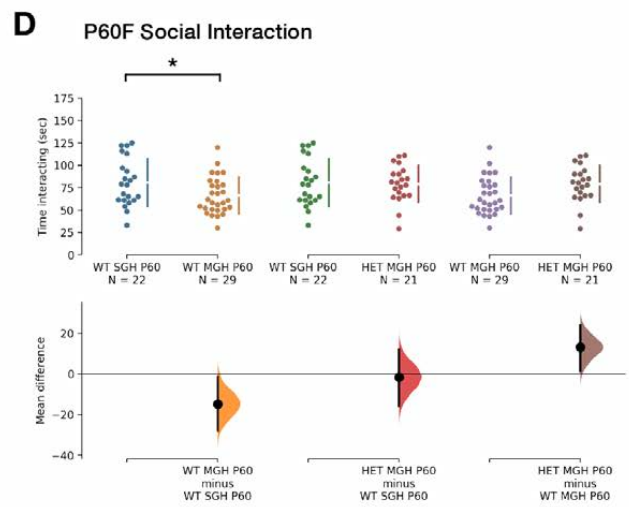 D
P60F Social Interaction
*
Time interacting (sec)
175
150
125
100
75
50
25
0
WT SGH P60
N = 22
WT MGH P60
N = 29
WT SGH P60
N = 22
HET MGH P60
N = 21
WT MGH P60
N = 29
HET MGH P60
N = 21
Mean difference
20
0
−20
−40
WT MGH P60
minus
WT SGH P60
HET MGH P60
minus
WT SGH P60
HET MGH P60
minus
WT MGH P60